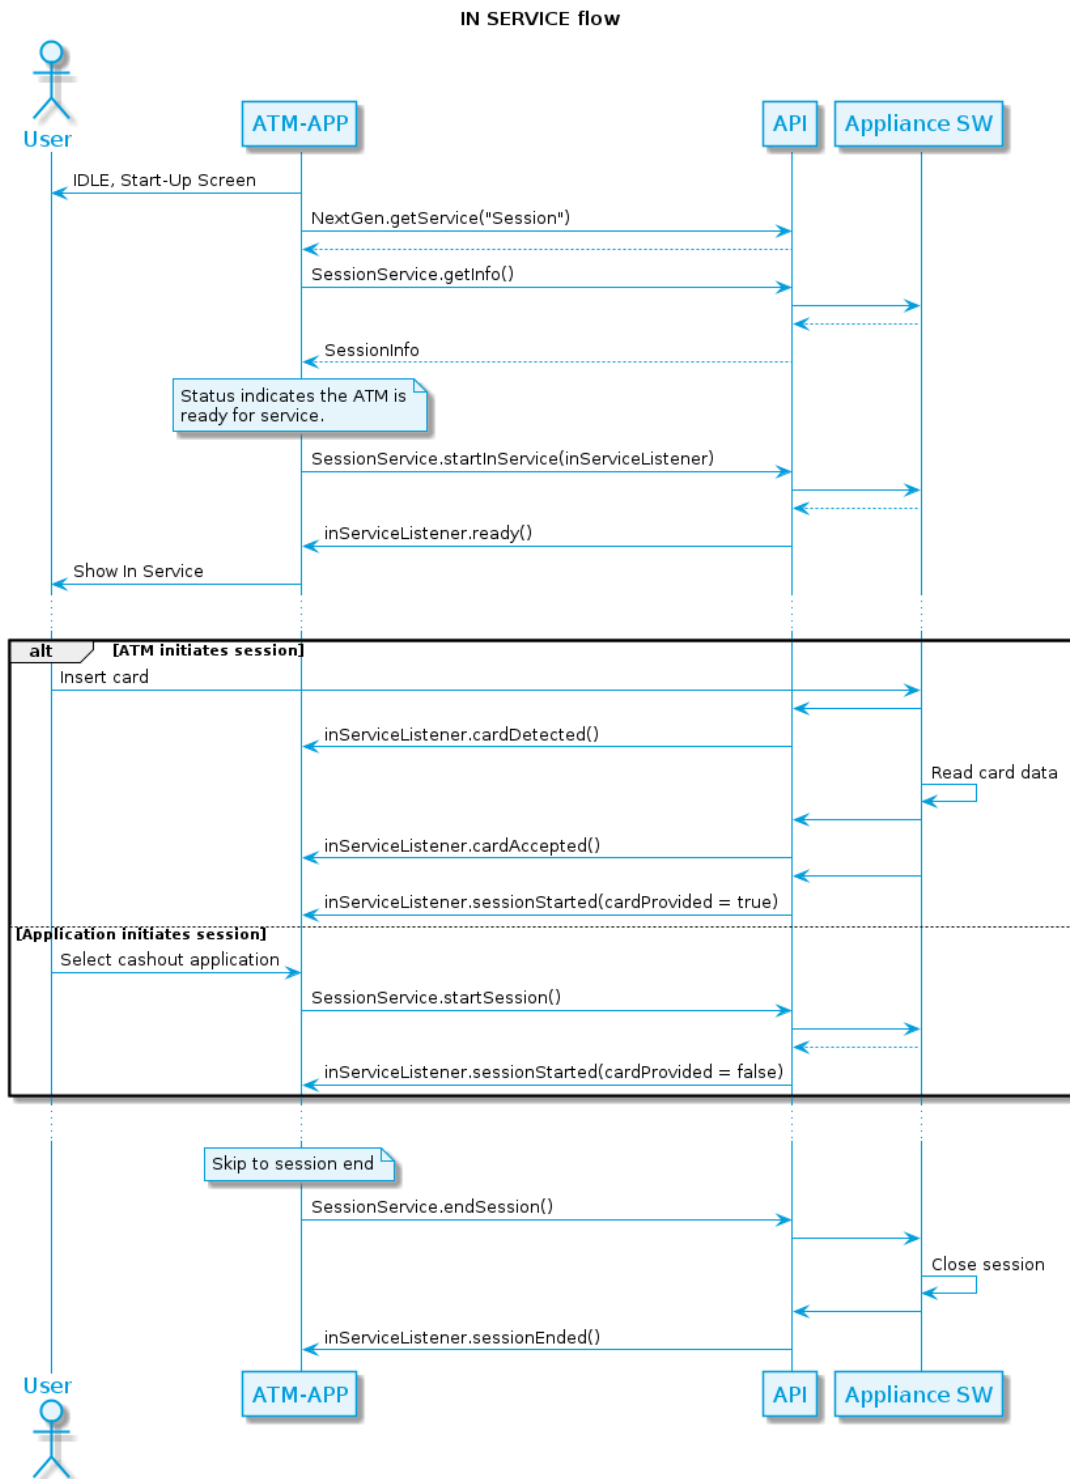 IN SERVICE flow
User
ATM-APP
API
Appliance SW
IDLE, Start-Up Screen
NextGen.getService("Session")
SessionService.getInfo()
SessionInfo
Status indicates the ATM is
ready for service.
SessionService.startInService(inServiceListener)
inServiceListener.ready()
Show In Service
alt
[ATM initiates session]
Insert card
inServiceListener.cardDetected()
Read card data
inServiceListener.cardAccepted()
inServiceListener.sessionStarted(cardProvided = true)
[Application initiates session]
Select cashout application
SessionService.startSession()
inServiceListener.sessionStarted(cardProvided = false)
Skip to session end
SessionService.endSession()
Close session
inServiceListener.sessionEnded()
User
ATM-APP
API
Appliance SW